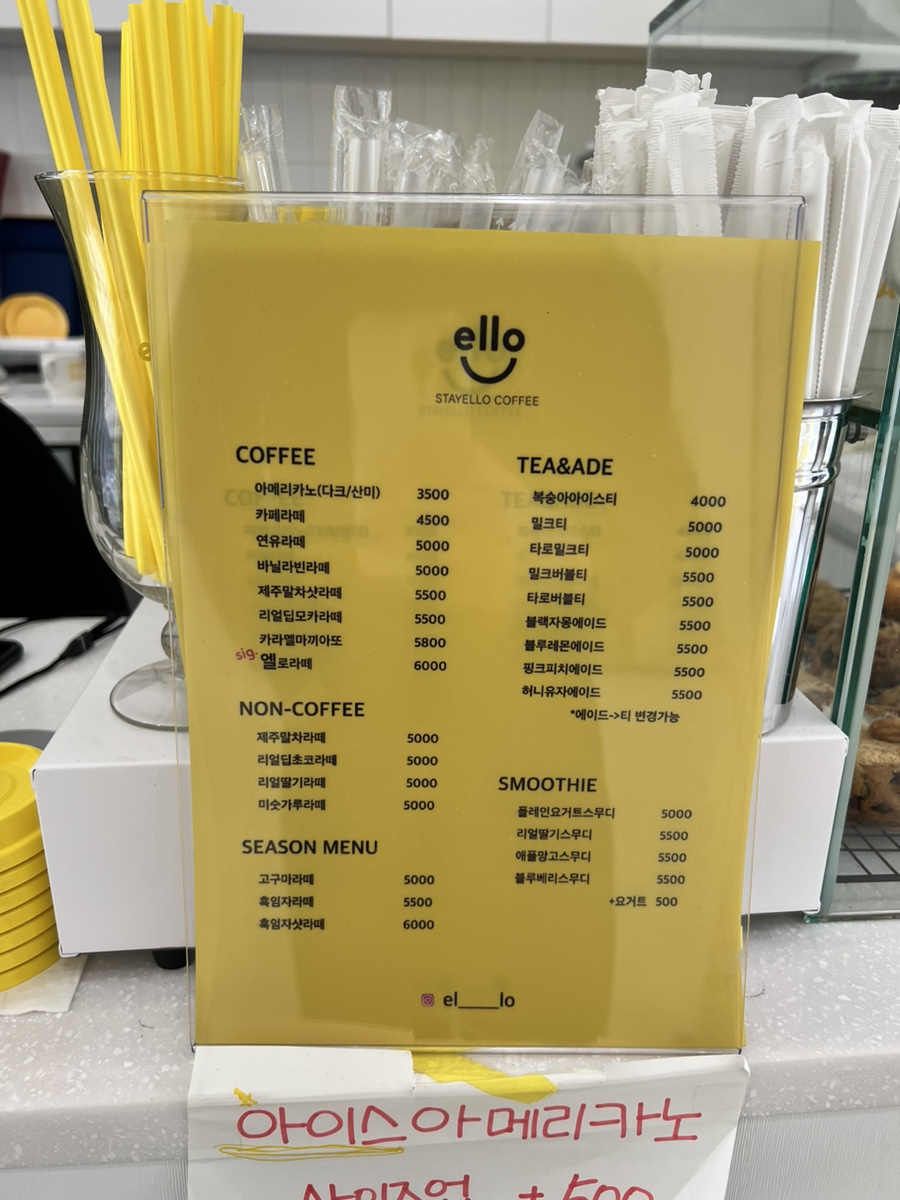 ello
STAYELLO COFFEE
COFFEE
아메리카노(다크/산미) 3500
카페라떼 4500
연유라떼 5000
바닐라빈라떼 5000
제주말차샷라떼 5500
리얼딥모카라떼 5500
카라멜마끼아또 5800
sig. 엘로라떼 6000
NON-COFFEE
제주말차라떼 5000
리얼딥초코라떼 5000
리얼딸기라떼 5000
미숫가루라떼 5000
SEASON MENU
고구마라떼 5000
흑임자라떼 5500
흑임자샷라떼 6000
TEA&ADE
복숭아아이스티 4000
밀크티 5000
타로밀크티 5000
밀크버블티 5500
타로버블티 5500
블랙자몽에이드 5500
블루레몬에이드 5500
핑크피치에이드 5500
허니유자에이드 5500
*에이드->티 변경가능
SMOOTHIE
플레인요거트스무디 5000
리얼딸기스무디 5500
애플망고스무디 5500
블루베리스무디 5500
+요거트 500
el____lo
아이스아메리카노
사이즈업 +500